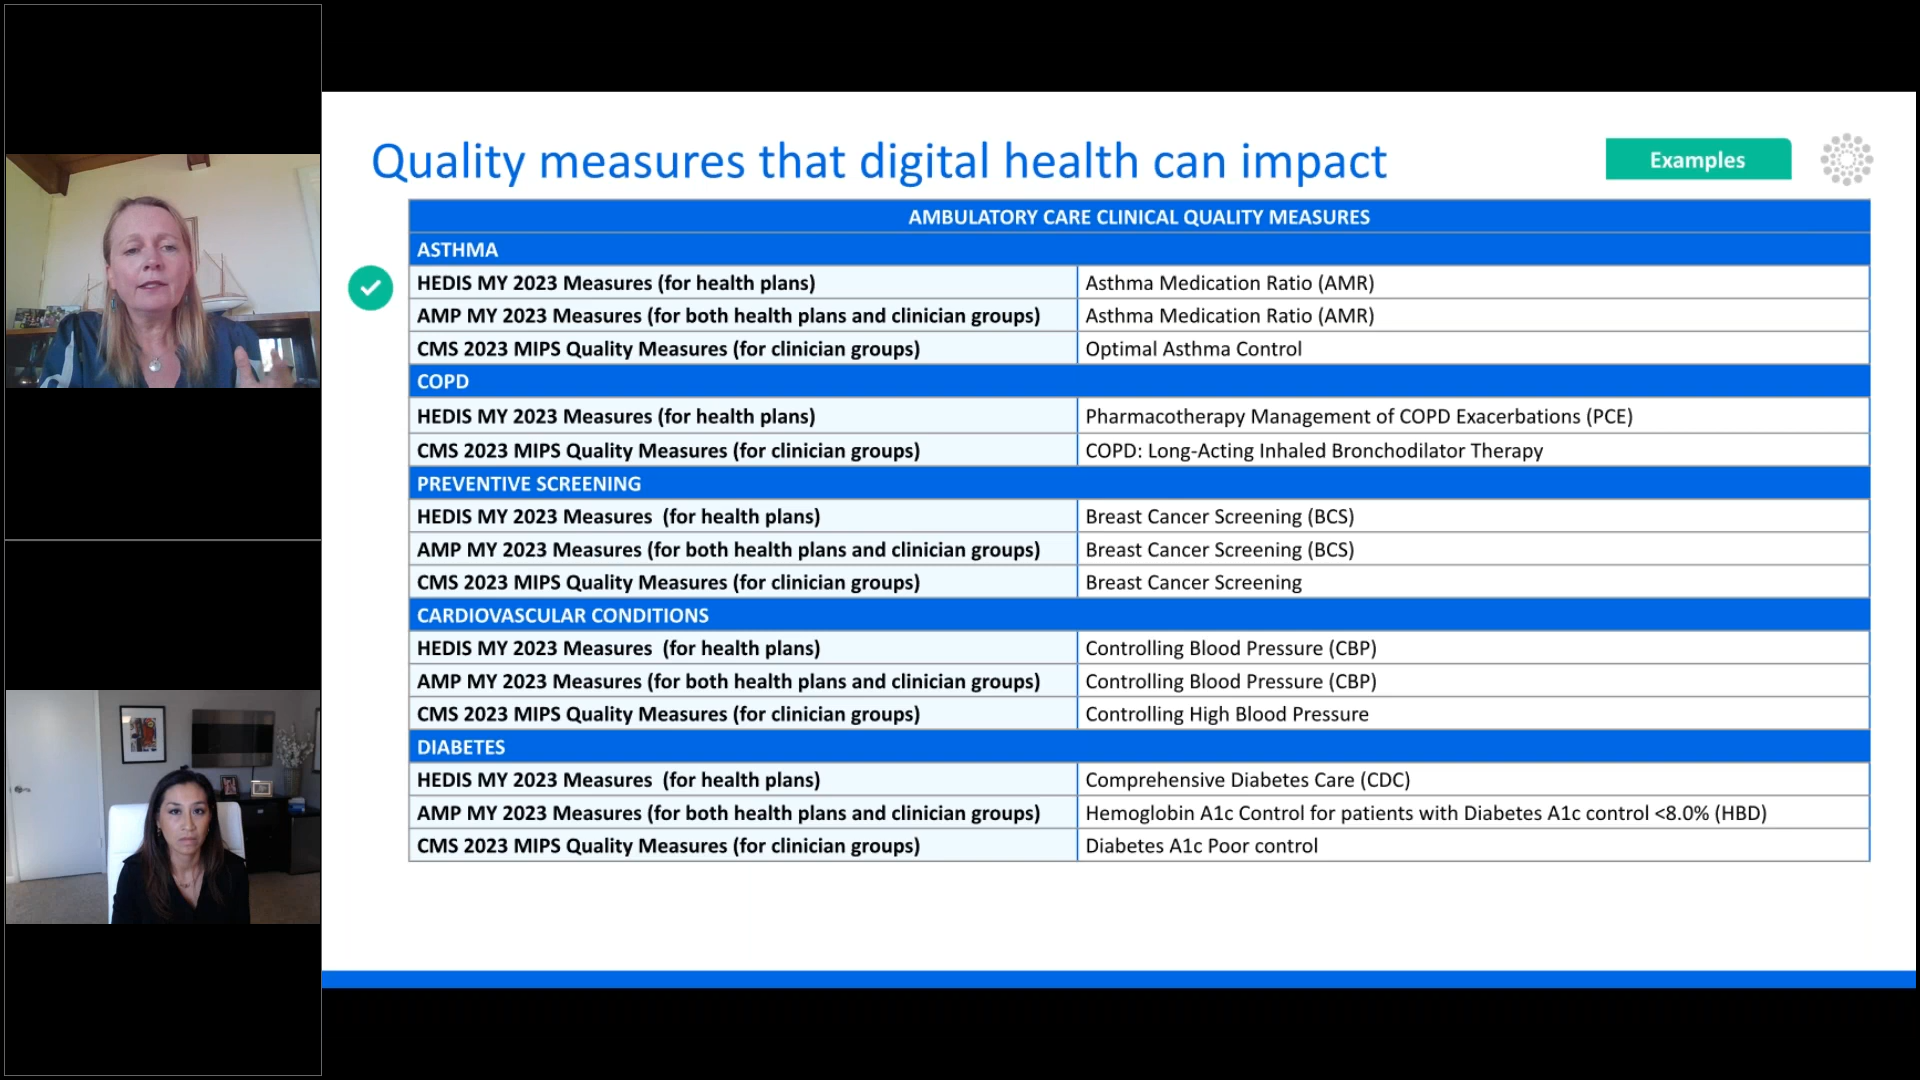 Quality measures that digital health can impact
Examples
AMBULATORY CARE CLINICAL QUALITY MEASURES
ASTHMA
HEDIS MY 2023 Measures (for health plans) Asthma Medication Ratio (AMR)
AMP MY 2023 Measures (for both health plans and clinician groups) Asthma Medication Ratio (AMR)
CMS 2023 MIPS Quality Measures (for clinician groups) Optimal Asthma Control
COPD
HEDIS MY 2023 Measures (for health plans) Pharmacotherapy Management of COPD Exacerbations (PCE)
CMS 2023 MIPS Quality Measures (for clinician groups) COPD: Long-Acting Inhaled Bronchodilator Therapy
PREVENTIVE SCREENING
HEDIS MY 2023 Measures (for health plans) Breast Cancer Screening (BCS)
AMP MY 2023 Measures (for both health plans and clinician groups) Breast Cancer Screening (BCS)
CMS 2023 MIPS Quality Measures (for clinician groups) Breast Cancer Screening
CARDIOVASCULAR CONDITIONS
HEDIS MY 2023 Measures (for health plans) Controlling Blood Pressure (CBP)
AMP MY 2023 Measures (for both health plans and clinician groups) Controlling Blood Pressure (CBP)
CMS 2023 MIPS Quality Measures (for clinician groups) Controlling High Blood Pressure
DIABETES
HEDIS MY 2023 Measures (for health plans) Comprehensive Diabetes Care (CDC)
AMP MY 2023 Measures (for both health plans and clinician groups) Hemoglobin A1c Control for patients with Diabetes A1c control <8.0% (HBD)
CMS 2023 MIPS Quality Measures (for clinician groups) Diabetes A1c Poor control